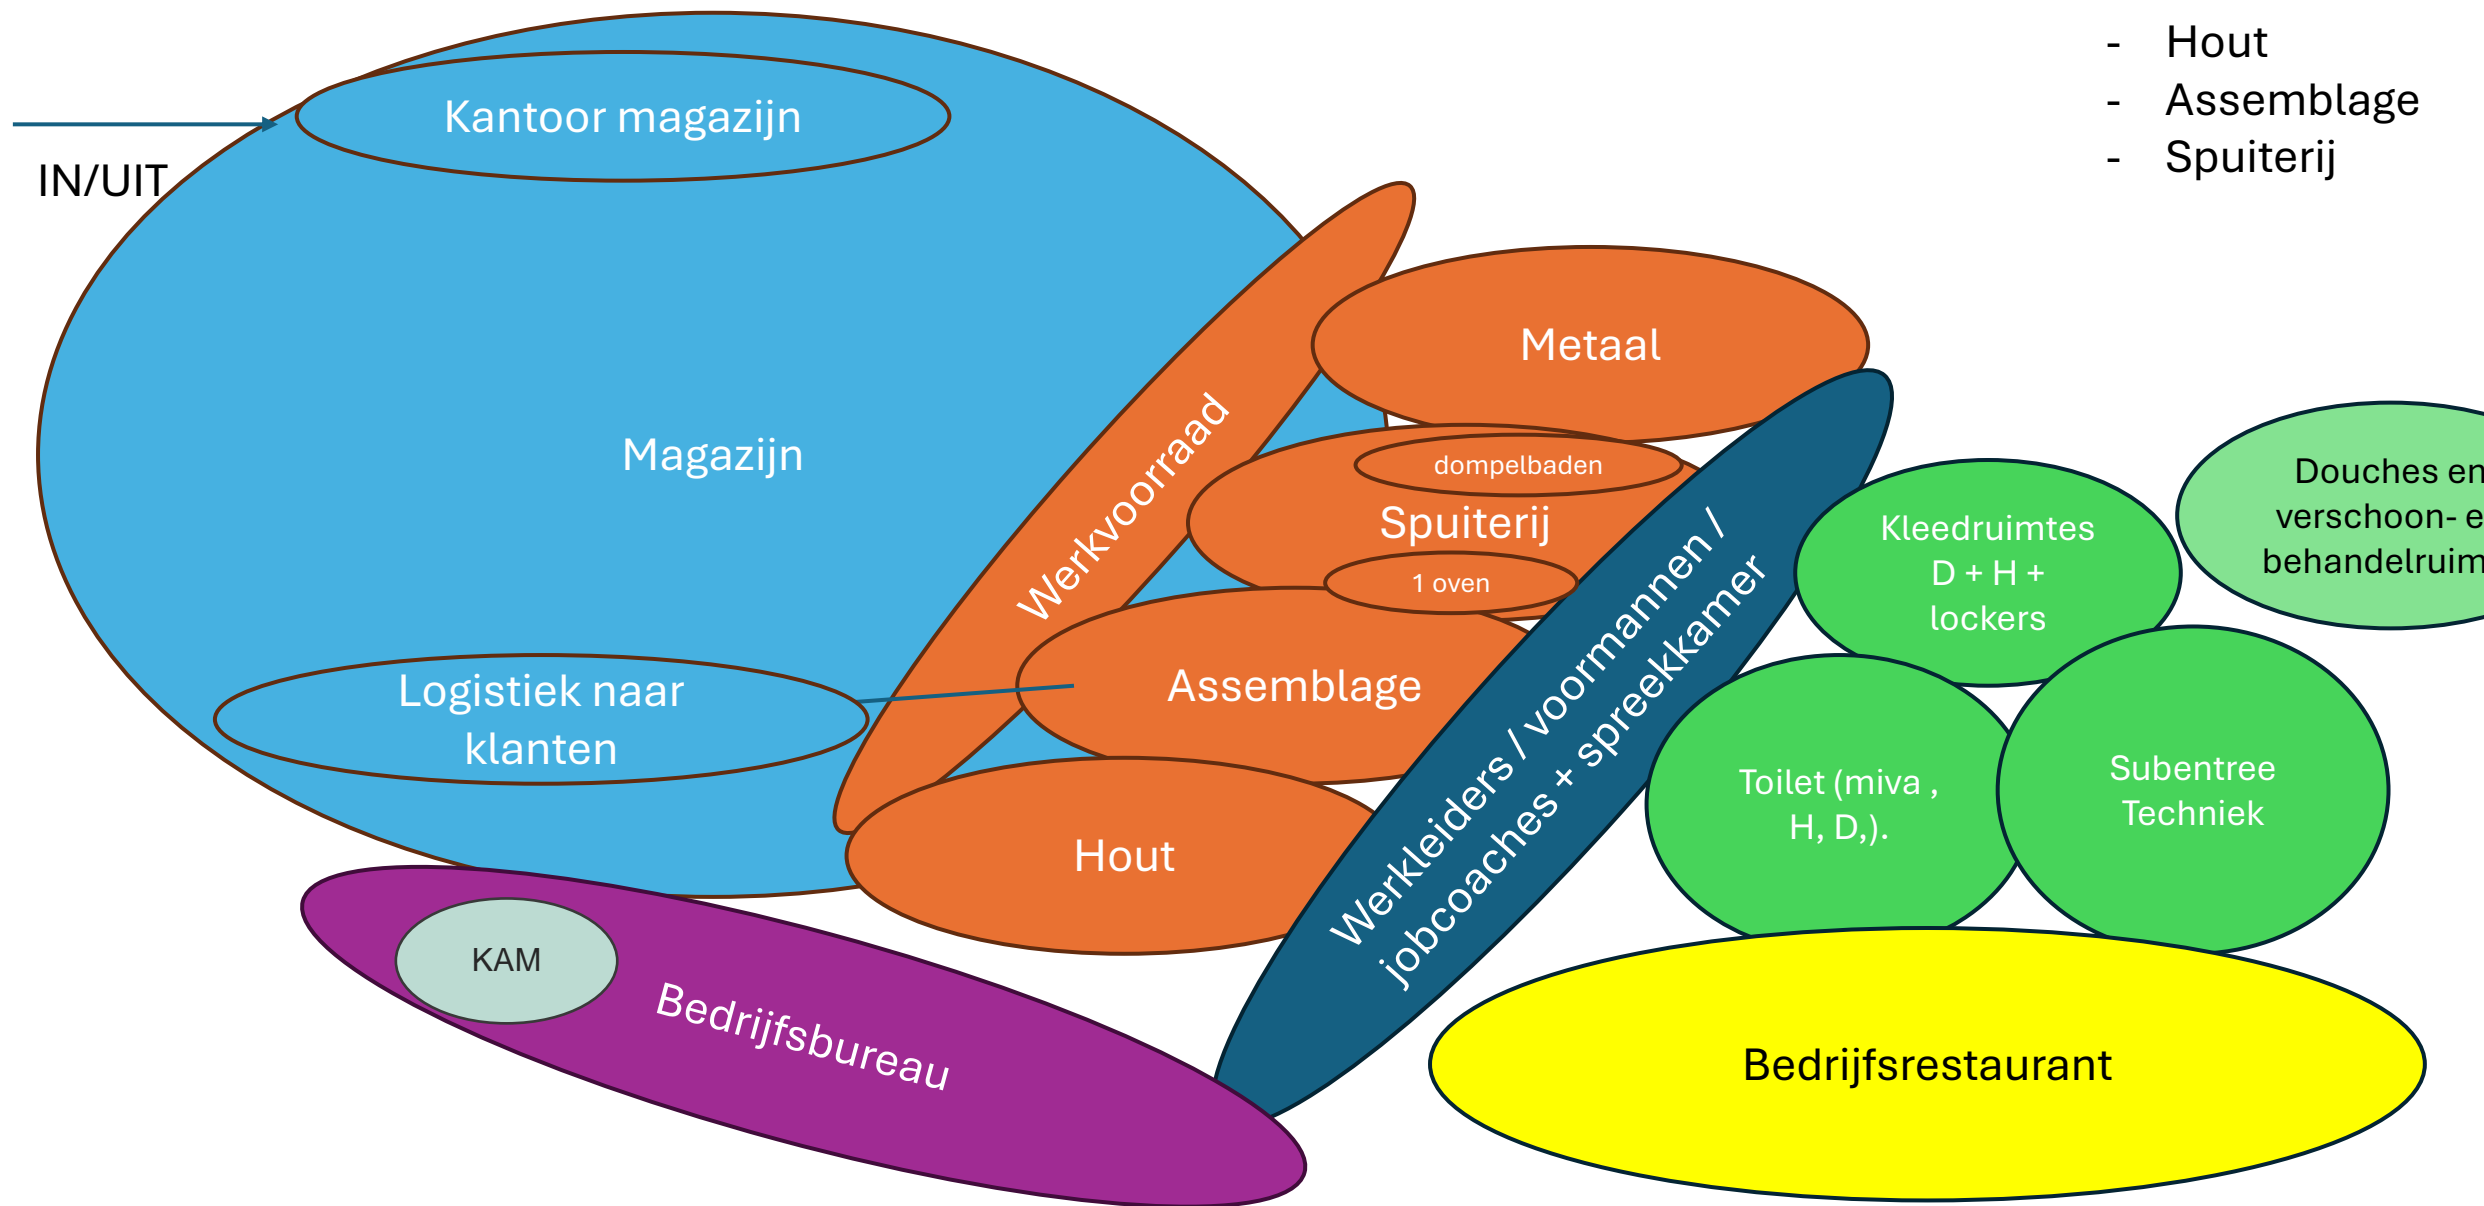 - Hout
- Assemblage
- Spuiterij
Kantoor magazijn
IN/UIT
Magazijn
Werkvoorraad
Metaal
dompelbaden
Spuiterij
1 oven
Assemblage
Logistiek naar
klanten
Hout
Werkleiders / voormannen /
jobcoaches + spreekkamer
Kleedruimtes
D + H +
lockers
Douches en
verschoon- e
behandelruim
Toilet (miva ,
H, D,).
Subentree
Techniek
KAM
Bedrijfsbureau
Bedrijfsrestaurant